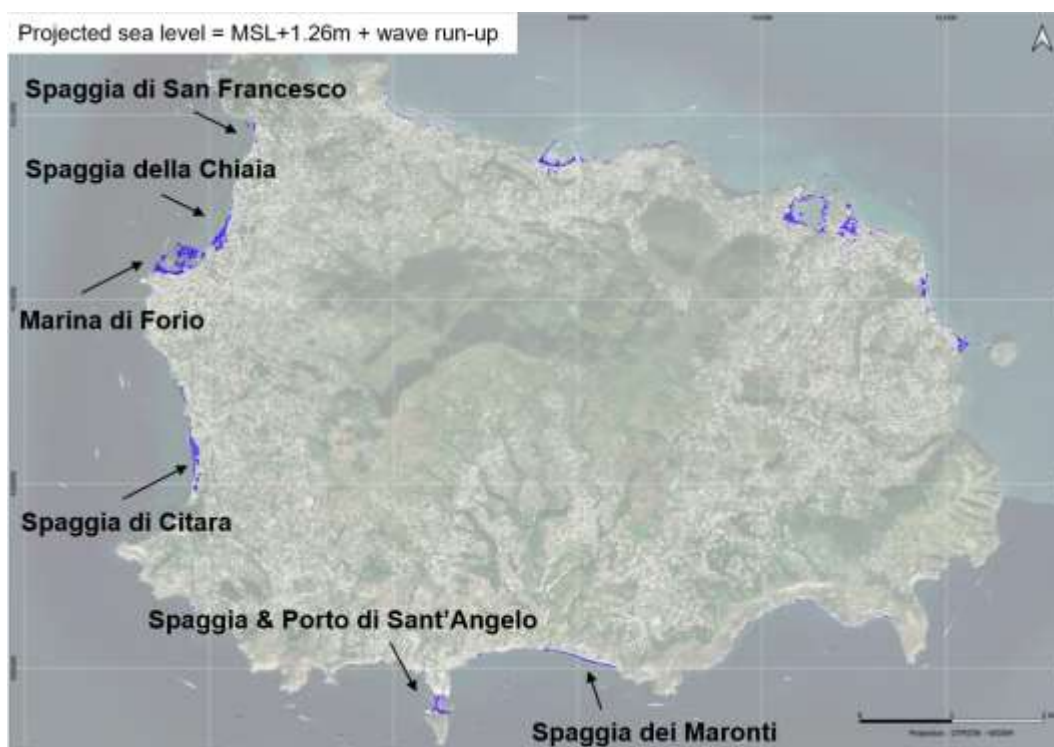 Projected sea level = MSL+1.26m + wave run-up
Spaggia di San Francesco
Spaggia della Chiaia
Marina di Forio
Spaggia di Citara
Spaggia & Porto di Sant'Angelo
Spaggia dei Maronti